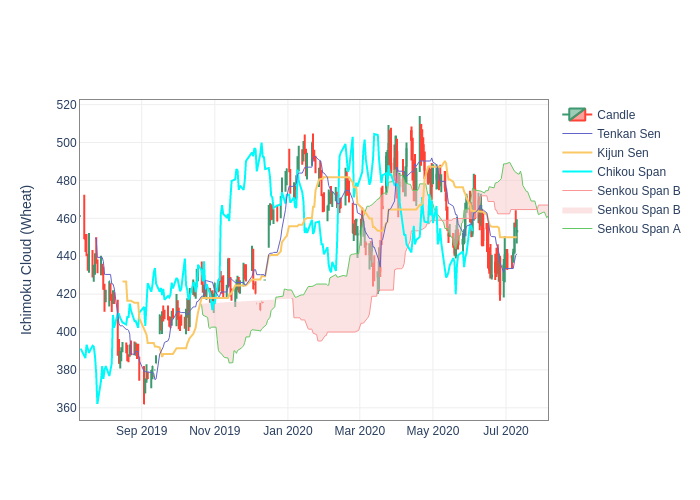 520
500
480
460
440
420
400
380
360
Ichimoku Cloud (Wheat)
Sep 2019
Nov 2019
Jan 2020
Mar 2020
May 2020
Jul 2020
Candle
Tenkan Sen
Kijun Sen
Chikou Span
Senkou Span B
Senkou Span B
Senkou Span A